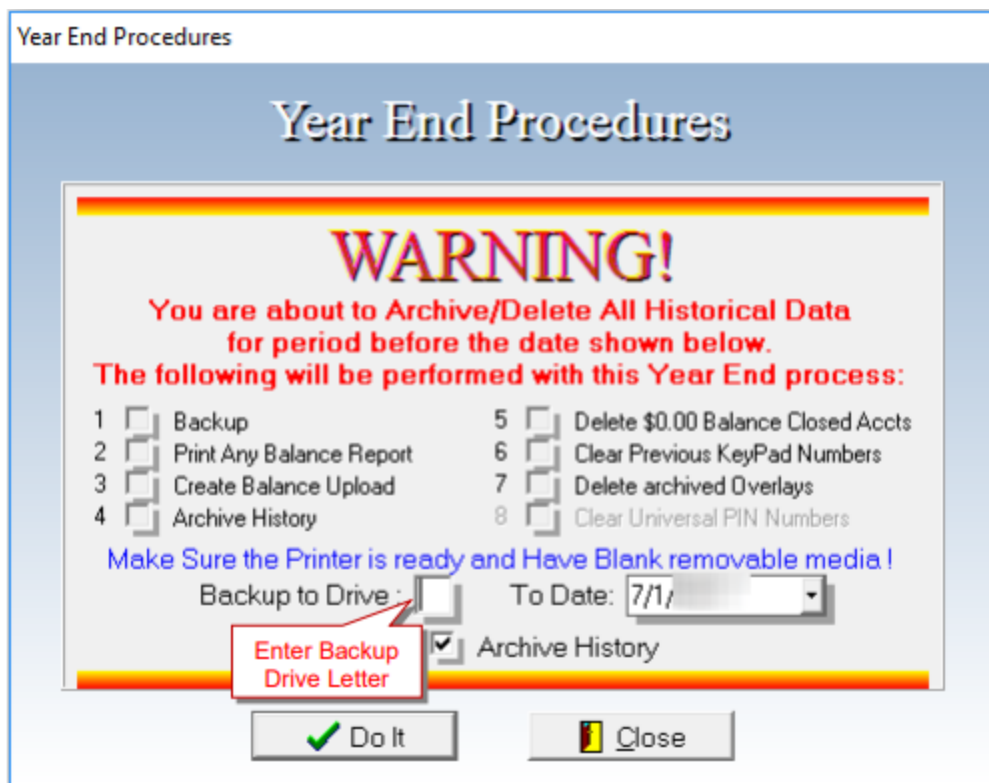 Year End Procedures
Year End Procedures
WARNING!
You are about to Archive/Delete All Historical Data
for period before the date shown below.
The following will be performed with this Year End process:
1 Backup
2 Print Any Balance Report
3 Create Balance Upload
4 Archive History
5 Delete $0.00 Balance Closed Accts
6 Clear Previous KeyPad Numbers
7 Delete archived Overlays
8 Clear Universal PIN Numbers
Make Sure the Printer is ready and Have Blank removable media !
Backup to Drive : To Date: 7/1/
Enter Backup
Drive Letter
Archive History
Do It Close